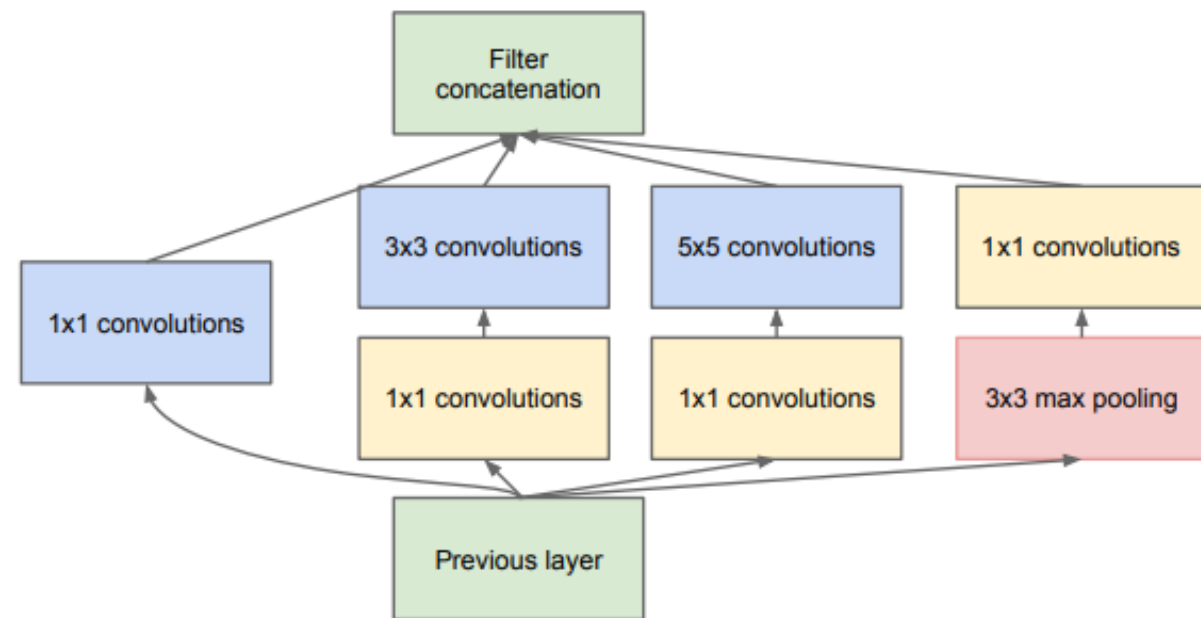 Filter
concatenation
3x3 convolutions
5x5 convolutions
1x1 convolutions
1x1 convolutions
1x1 convolutions
1x1 convolutions
3x3 max pooling
Previous layer